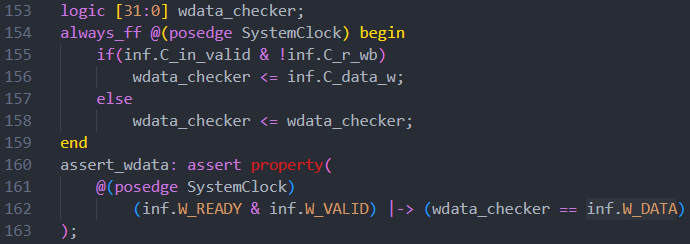 153 logic [31:0] wdata_checker;
154 always_ff @(posedge SystemClock) begin
155     if(inf.C_in_valid & !inf.C_r_wb)
156         wdata_checker <= inf.C_data_w;
157     else
158         wdata_checker <= wdata_checker;
159 end
160 assert_wdata: assert property(
161     @(posedge SystemClock)
162         (inf.W_READY & inf.W_VALID) |-> (wdata_checker == inf.W_DATA)
163 );